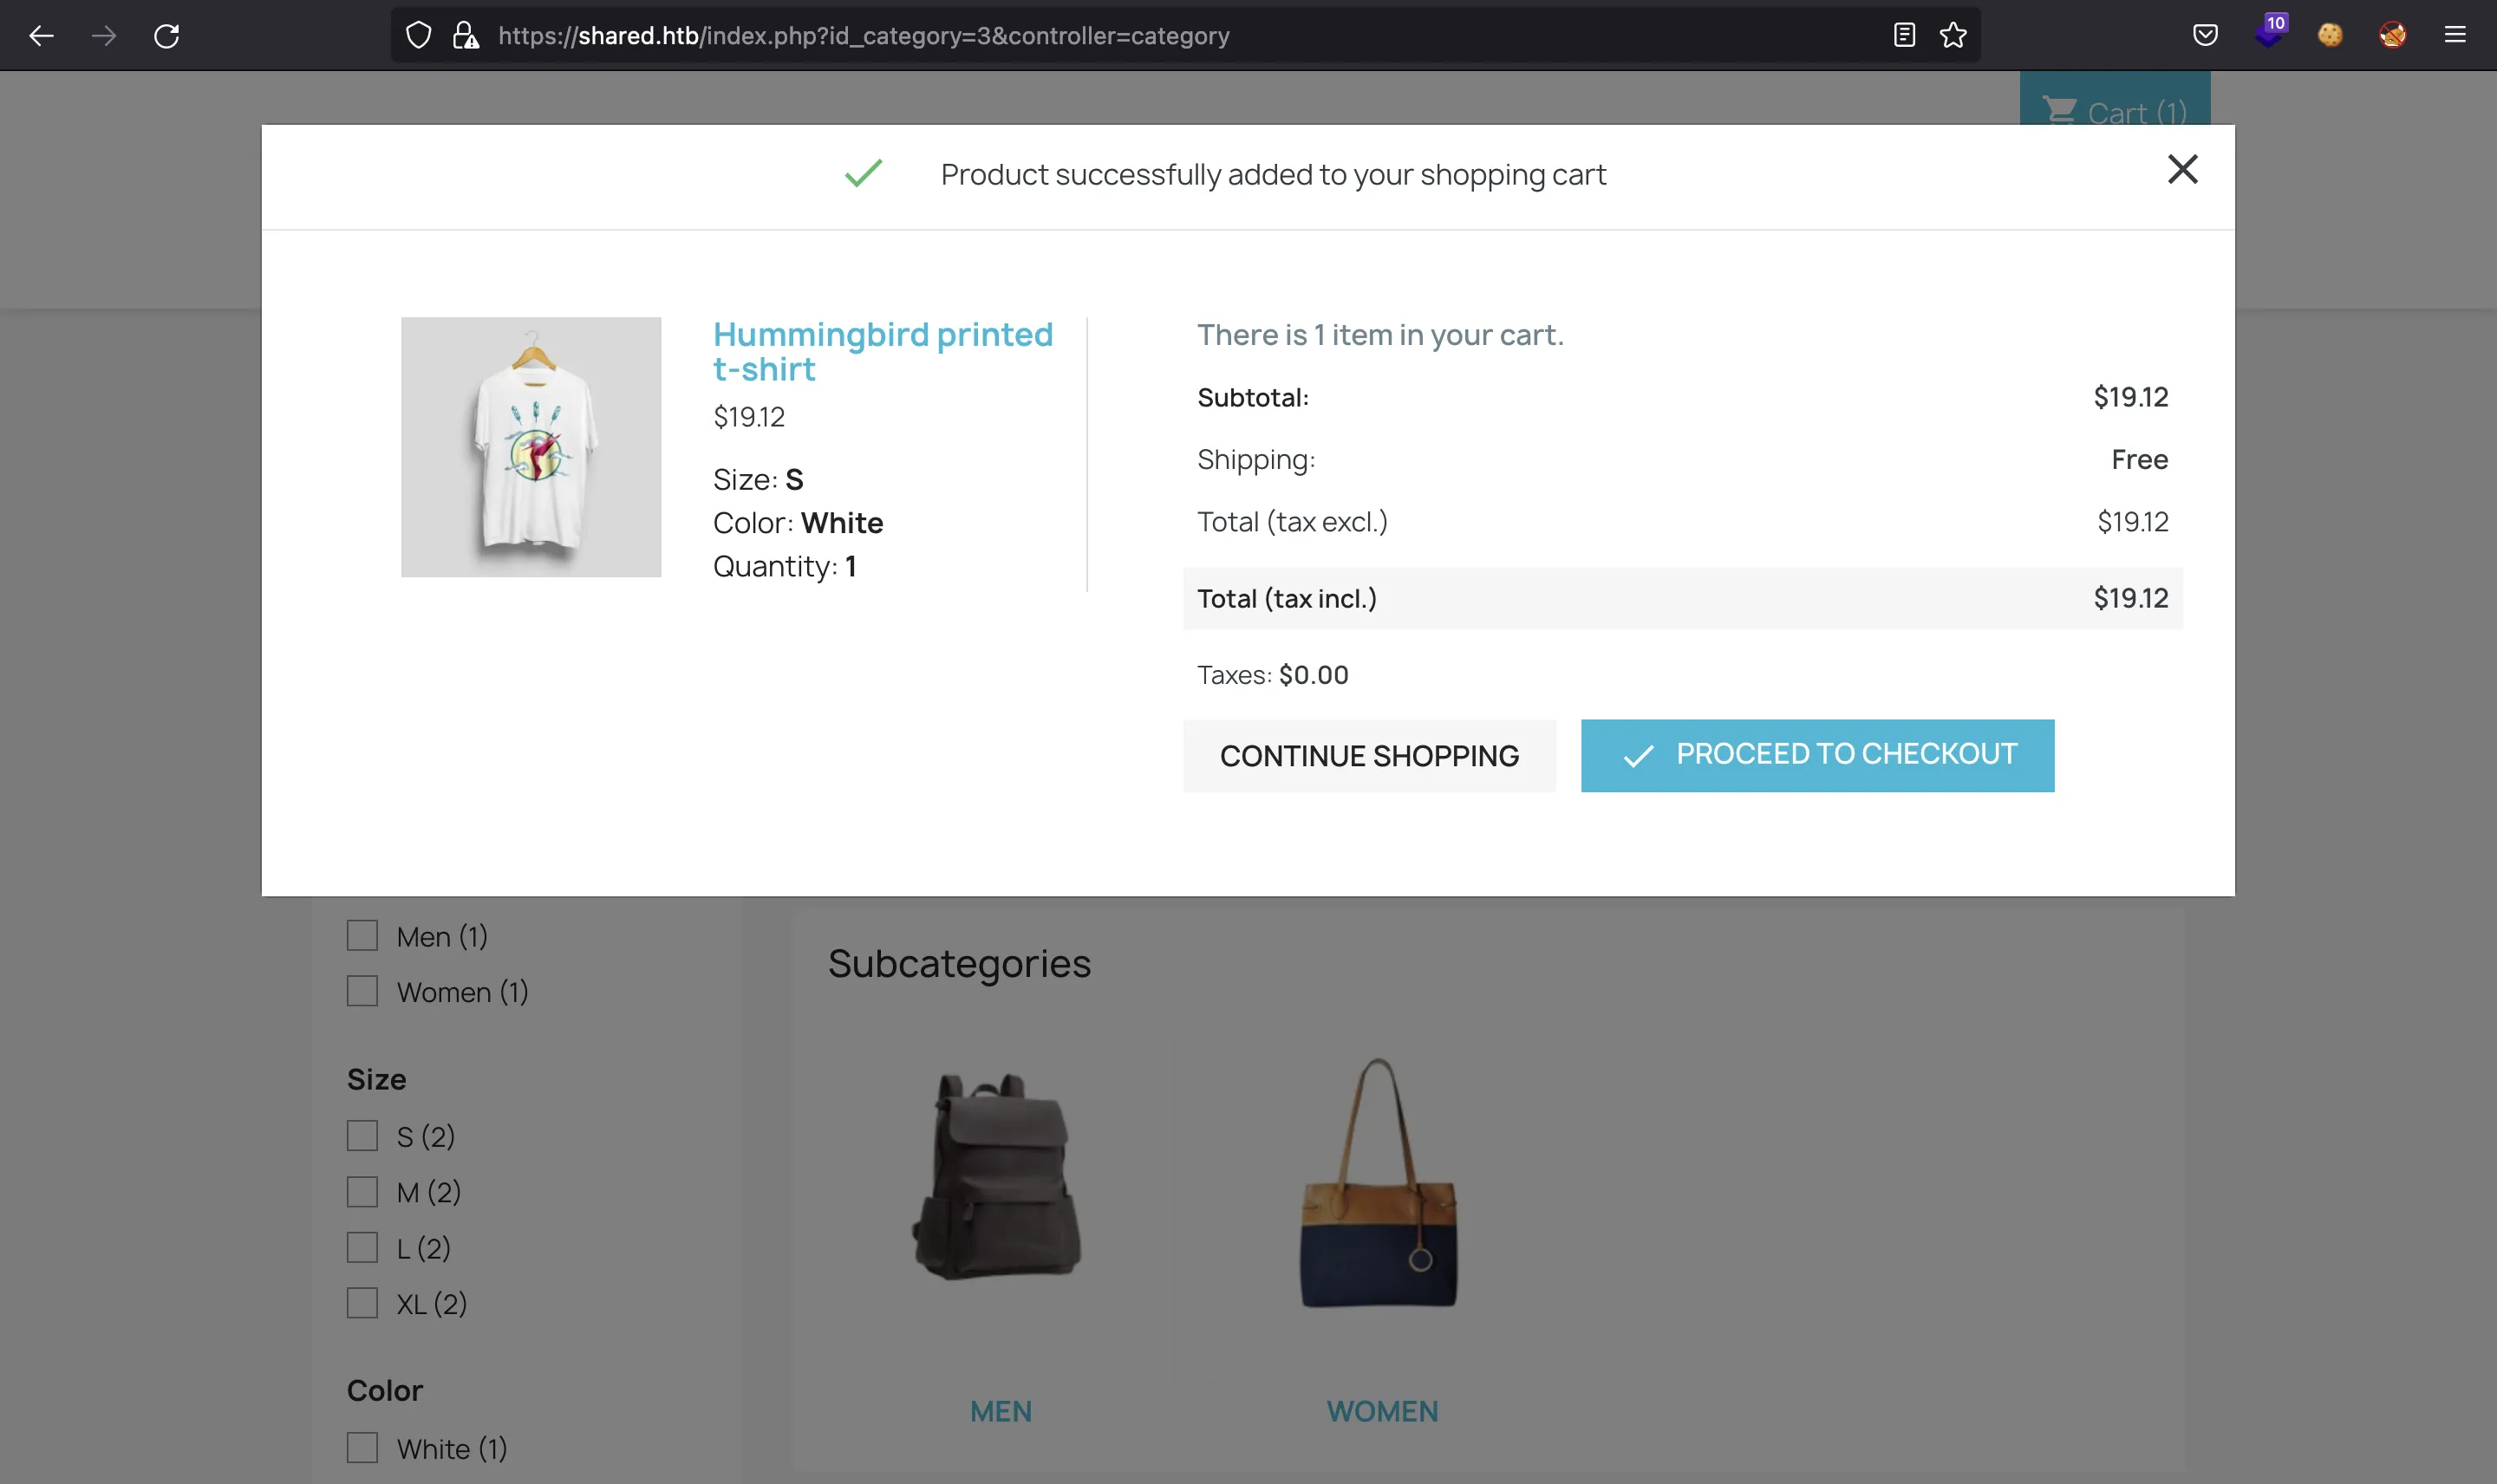 10
https://shared.htb/index.php?id_category=3&controller=category
Cart (1)
Product successfully added to your shopping cart
Hummingbird printed
t-shirt
$19.12
Size: S
Color: White
Quantity: 1
There is 1 item in your cart.
Subtotal: $19.12
Shipping: Free
Total (tax excl.) $19.12
Total (tax incl.) $19.12
Taxes: $0.00
CONTINUE SHOPPING
PROCEED TO CHECKOUT
Men (1)
Women (1)
Size
S (2)
M (2)
L (2)
XL (2)
Color
White (1)
Subcategories
MEN
WOMEN